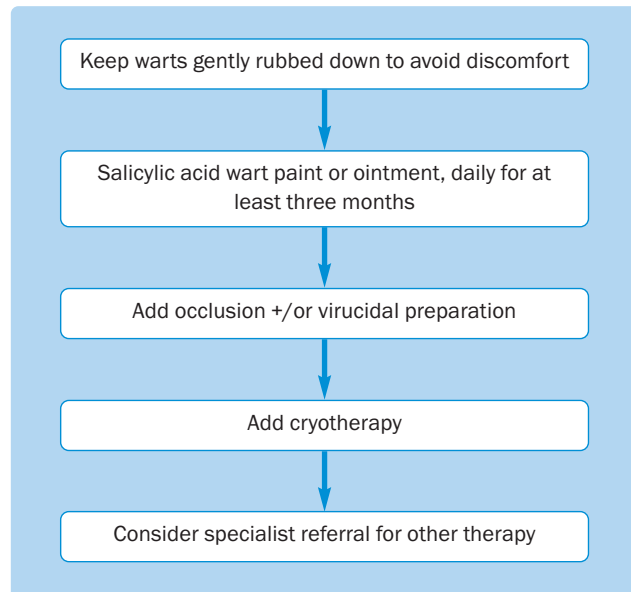 Keep warts gently rubbed down to avoid discomfort
Salicylic acid wart paint or ointment, daily for at
least three months
Add occlusion +/or virucidal preparation
Add cryotherapy
Consider specialist referral for other therapy